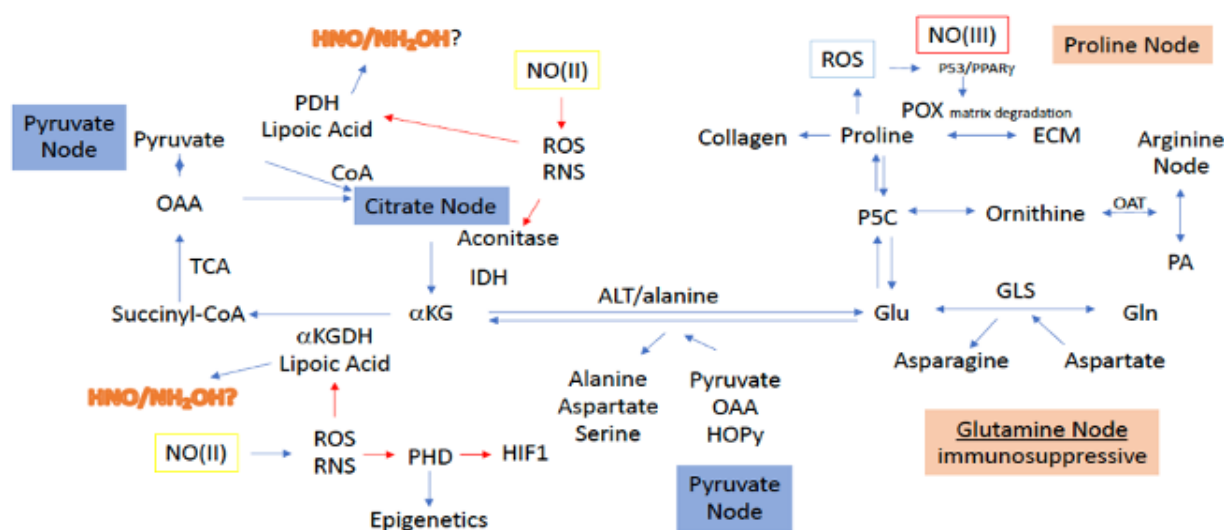 HNO/NH₂OH?
NO(II)
PDH
Lipoic Acid
Pyruvate
Node
Pyruvate
ROS
RNS
CoA
OAA
Citrate Node
Aconitase
TCA
IDH
Succinyl-CoA
αKG
αKGDH
Lipoic Acid
HNO/NH₂OH?
NO(II)
ROS
RNS
PHD
HIF1
Epigenetics
ALT/alanine
Alanine
Aspartate
Serine
Pyruvate
OAA
HOPy
Pyruvate
Node
NO(III)
Proline Node
ROS
P53/PPARγ
POX matrix degradation
Collagen
Proline
ECM
Arginine
Node
P5C
Ornithine
OAT
PA
Glu
GLS
Gln
Asparagine
Aspartate
Glutamine Node
immunosuppressive